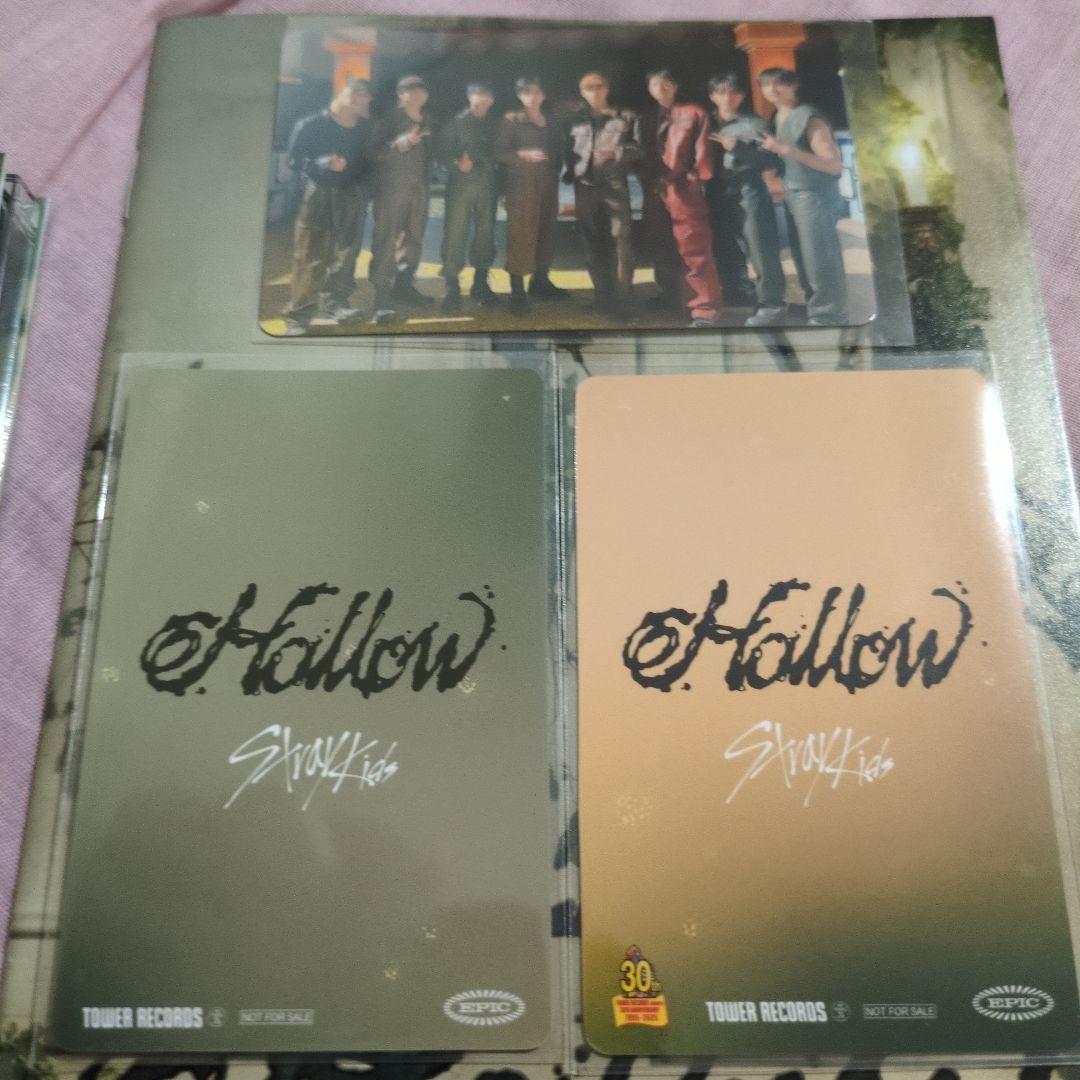 Hollow
Stray Kids
TOWER RECORDS
NOT FOR SALE
EPIC
Hollow
Stray Kids
30th
TOWER RECORDS
NOT FOR SALE
EPIC